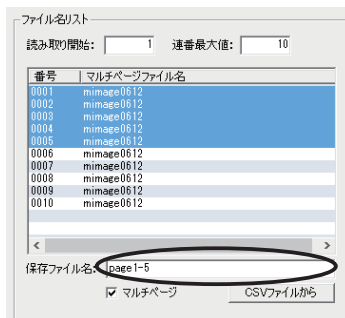 ファイル名リスト
読み取り開始: 1 連番最大値: 10
番号 マルチページファイル名
0001 mimage0612
0002 mimage0612
0003 mimage0612
0004 mimage0612
0005 mimage0612
0006 mimage0612
0007 mimage0612
0008 mimage0612
0009 mimage0612
0010 mimage0612
保存ファイル名: page1-5
マルチページ CSVファイルから